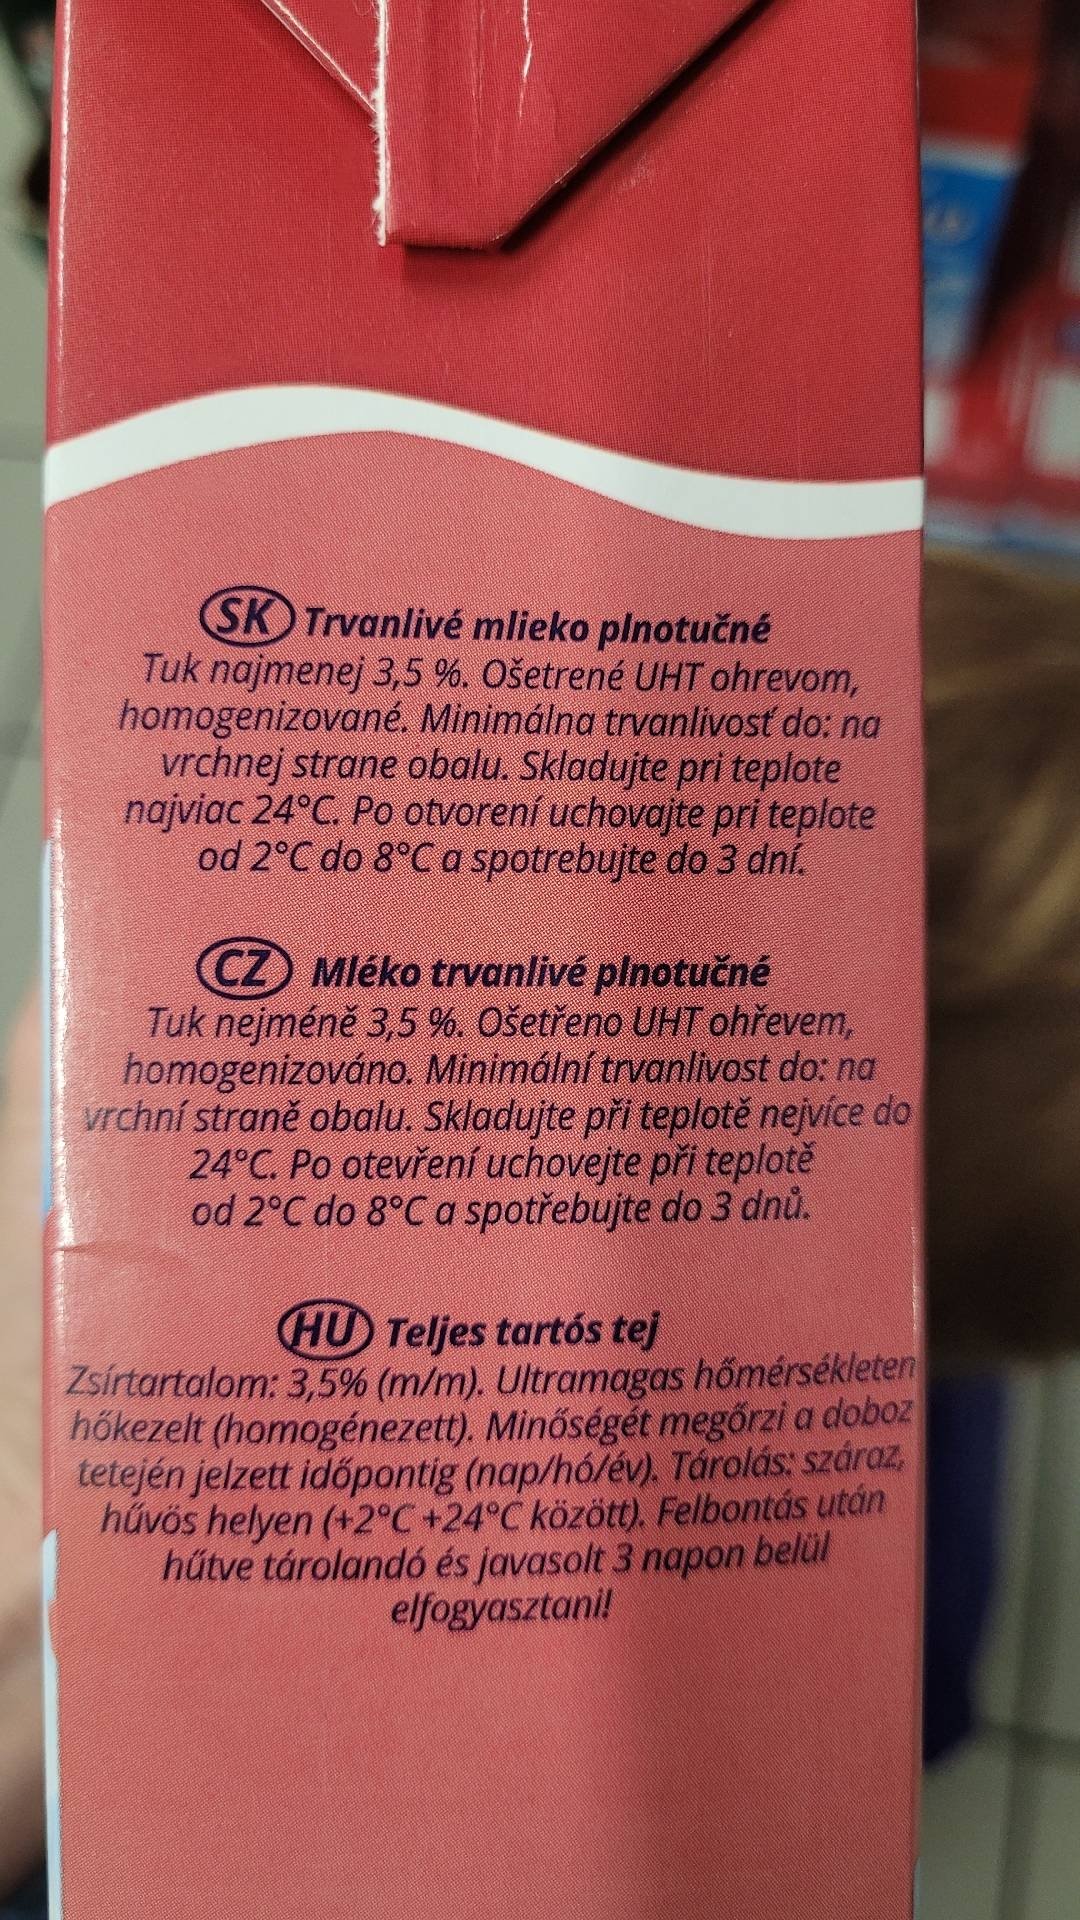 SK Trvanlivé mlieko plnotučné
Tuk najmenej 3,5 %. Ošetrené UHT ohrevom,
homogenizované. Minimálna trvanlivosť do: na
vrchnej strane obalu. Skladujte pri teplote
najviac 24°C. Po otvorení uchovajte pri teplote
od 2°C do 8°C a spotrebujte do 3 dní.
CZ Mléko trvanlivé plnotučné
Tuk nejméně 3,5 %. Ošetřeno UHT ohřevem,
homogenizováno. Minimální trvanlivost do: na
vrchní straně obalu. Skladujte při teplotě nejvíce do
24°C. Po otevření uchovejte při teplotě
od 2°C do 8°C a spotřebujte do 3 dnů.
HU Teljes tartós tej
Zsírtartalom: 3,5% (m/m). Ultramagas hőmérsékleten
hőkezelt (homogénezett). Minőségét megőrzi a doboz
tetején jelzett időpontig (nap/hó/év). Tárolás: száraz,
hűvös helyen (+2°C +24°C között). Felbontás után
hűtve tárolandó és javasolt 3 napon belül
elfogyasztani!